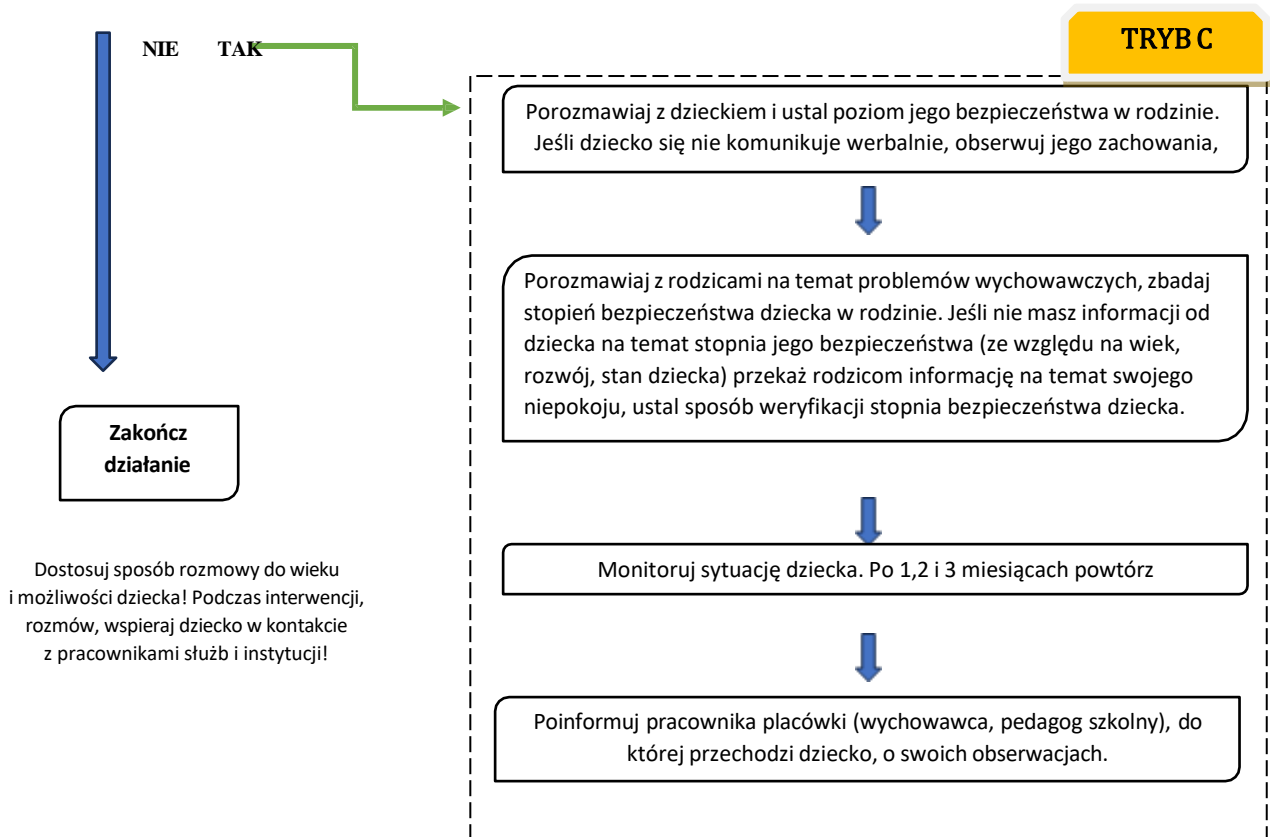 NIE TAK
TRYB C
Porozmawiaj z dzieckiem i ustal poziom jego bezpieczeństwa w rodzinie.
Jeśli dziecko się nie komunikuje werbalnie, obserwuj jego zachowania,
Porozmawiaj z rodzicami na temat problemów wychowawczych, zbadaj
stopień bezpieczeństwa dziecka w rodzinie. Jeśli nie masz informacji od
dziecka na temat stopnia jego bezpieczeństwa (ze względu na wiek,
rozwój, stan dziecka) przekaż rodzicom informację na temat swojego
niepokoju, ustal sposób weryfikacji stopnia bezpieczeństwa dziecka.
Zakończ
działanie
Dostosuj sposób rozmowy do wieku
i możliwości dziecka! Podczas interwencji,
rozmów, wspieraj dziecko w kontakcie
z pracownikami służb i instytucji!
Monitoruj sytuację dziecka. Po 1,2 i 3 miesiącach powtórz
Poinformuj pracownika placówki (wychowawca, pedagog szkolny), do
której przechodzi dziecko, o swoich obserwacjach.